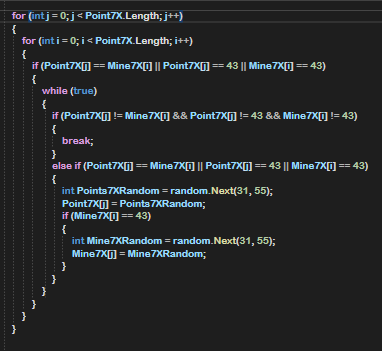 for (int j = 0; j < Point7X.Length; j++)
{
for (int i = 0; i < Point7X.Length; i++)
{
if (Point7X[j] == Mine7X[i] || Point7X[j] == 43 || Mine7X[i] == 43)
{
while (true)
{
if (Point7X[j] != Mine7X[i] && Point7X[j] != 43 && Mine7X[i] != 43)
{
break;
}
else if (Point7X[j] == Mine7X[i] || Point7X[j] == 43 || Mine7X[i] == 43)
{
int Points7XRandom = random.Next(31, 55);
Point7X[j] = Points7XRandom;
if (Mine7X[i] == 43)
{
int Mine7XRandom = random.Next(31, 55);
Mine7X[j] = Mine7XRandom;
}
}
}
}
}
}